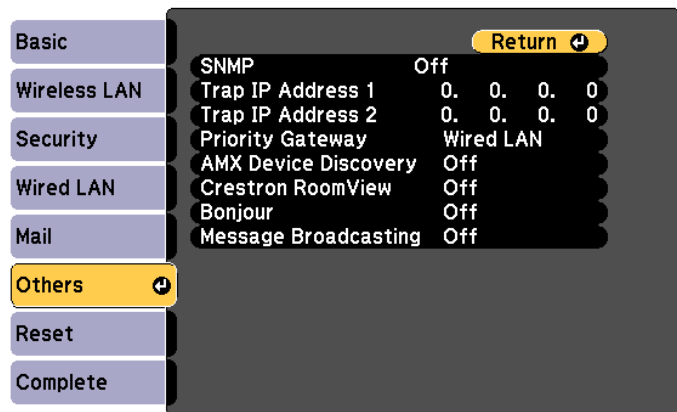 Basic
Wireless LAN
Security
Wired LAN
Mail
Others
Reset
Complete
Return
SNMP Off
Trap IP Address 1 0. 0. 0. 0
Trap IP Address 2 0. 0. 0. 0
Priority Gateway Wired LAN
AMX Device Discovery Off
Crestron RoomView Off
Bonjour Off
Message Broadcasting Off